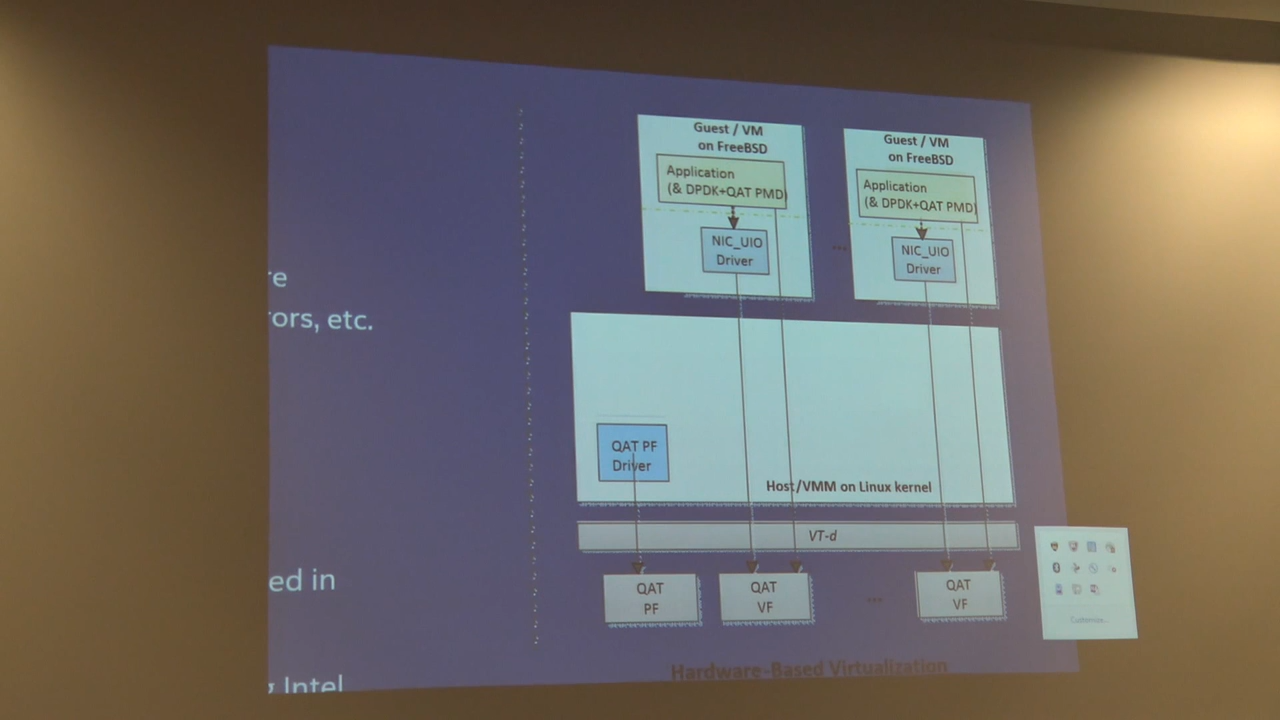 re
rors, etc.
ed in
g Intel
Guest / VM
on FreeBSD
Application
(& DPDK+QAT PMD)
NIC_UIO
Driver
...
Guest / VM
on FreeBSD
Application
(& DPDK+QAT PMD)
NIC_UIO
Driver
QAT PF
Driver
Host/VMM on Linux kernel
VT-d
QAT
PF
QAT
VF
...
QAT
VF
Hardware-Based Virtualization
Customize...